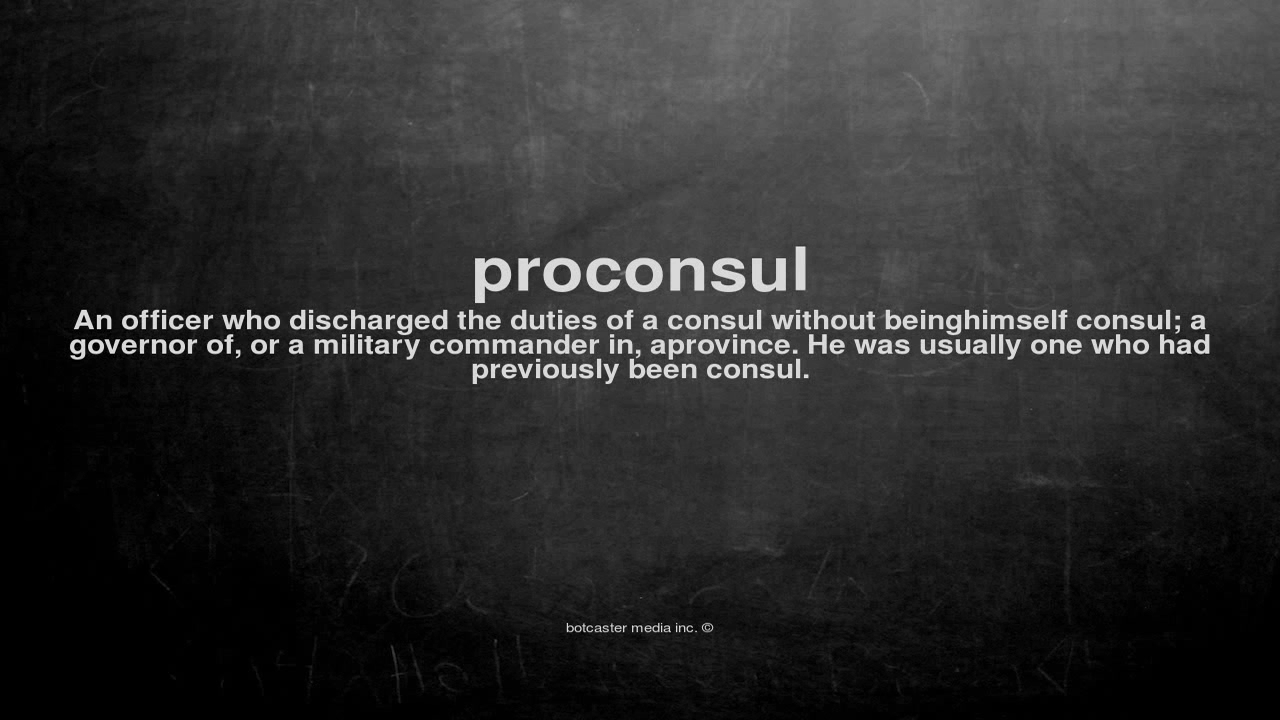 proconsul
An officer who discharged the duties of a consul without beinghimself consul; a
governor of, or a military commander in, aprovince. He was usually one who had
previously been consul.
botcaster media inc. ©